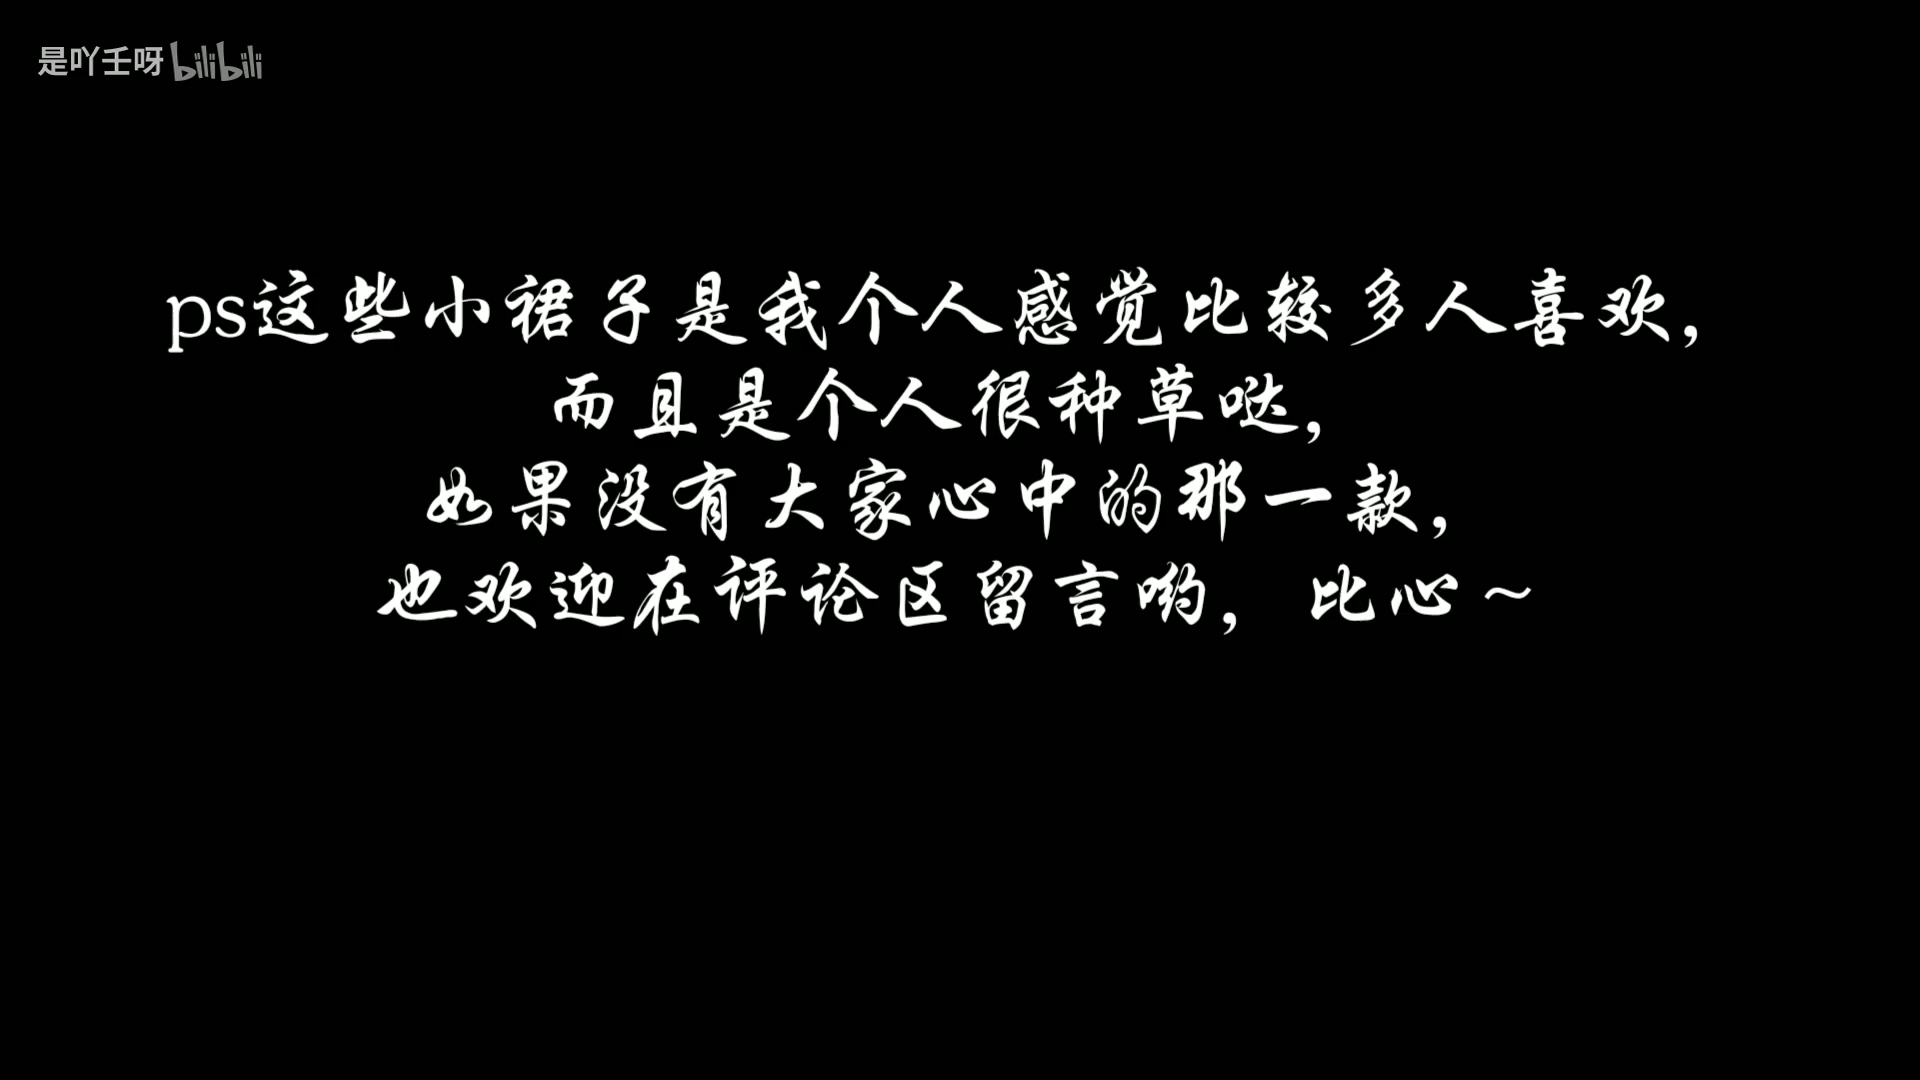 是吖壬呀 bilibili
ps这些小裙子是我个人感觉比较多人喜欢，
而且是个人很种草哒，
如果没有大家心中的那一款，
也欢迎在评论区留言哟，比心～